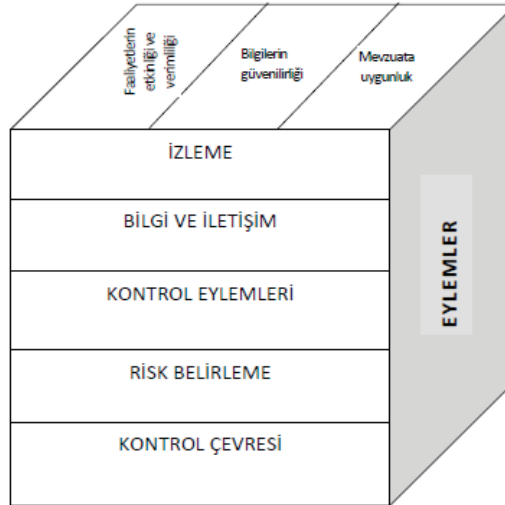 Faaliyetlerin
etkinliği ve
verimliliği
Bilgilerin
güvenilirliği
Mevzuata
uygunluk
İZLEME
BİLGİ VE İLETİŞİM
KONTROL EYLEMLERİ
RİSK BELİRLEME
KONTROL ÇEVRESİ
EYLEMLER